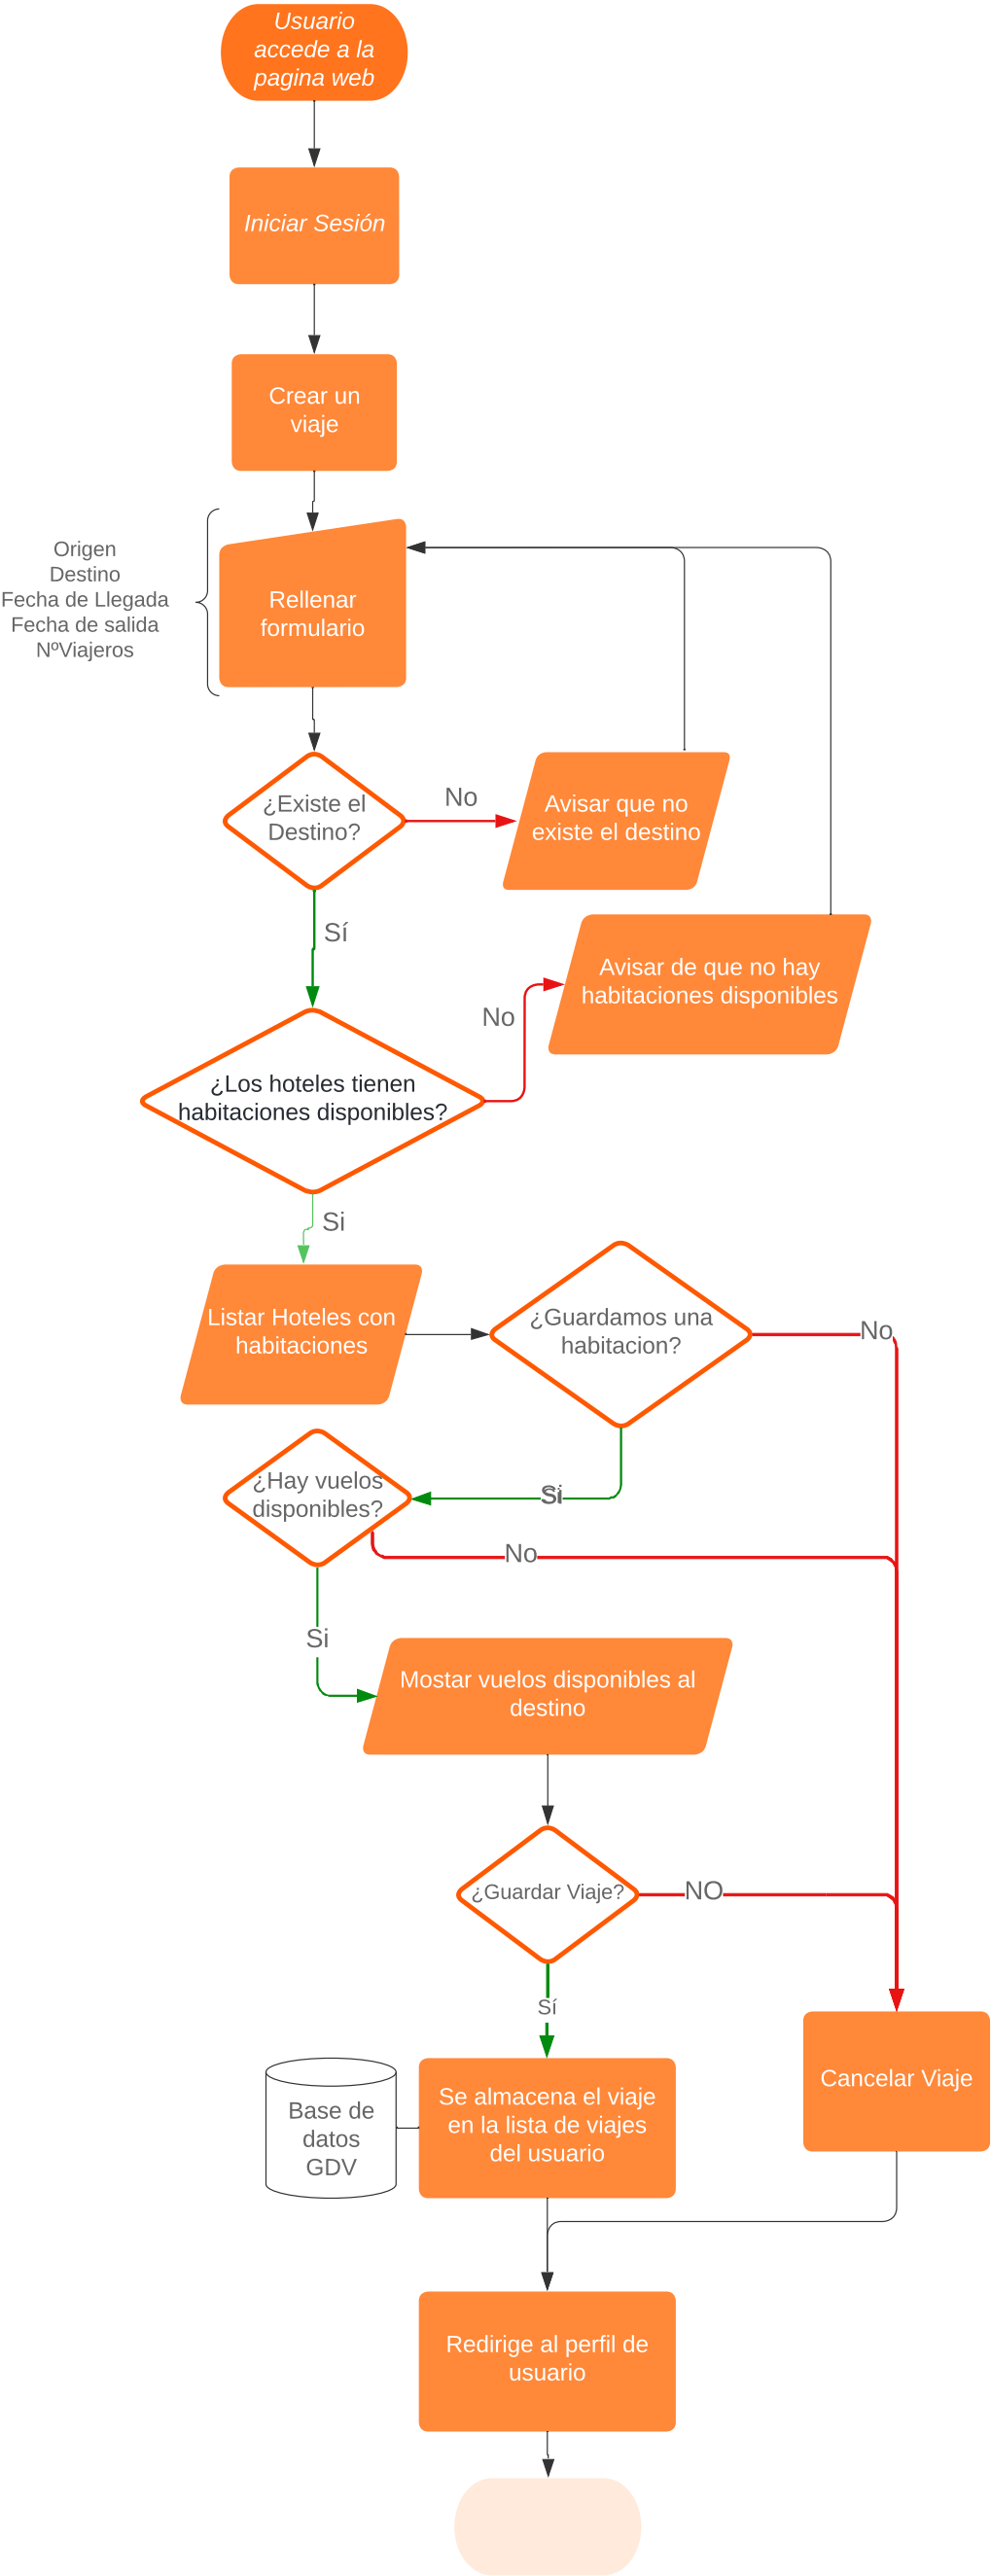 Usuario
accede a la
pagina web
Iniciar Sesión
Crear un
viaje
Origen
Destino
Fecha de Llegada
Fecha de salida
NºViajeros
Rellenar
formulario
¿Existe el
Destino?
No
Avisar que no
existe el destino
Sí
Avisar de que no hay
habitaciones disponibles
No
¿Los hoteles tienen
habitaciones disponibles?
Si
Listar Hoteles con
habitaciones
¿Guardamos una
habitacion?
No
¿Hay vuelos
disponibles?
Si
No
Si
Mostar vuelos disponibles al
destino
¿Guardar Viaje?
NO
Sí
Cancelar Viaje
Base de
datos
GDV
Se almacena el viaje
en la lista de viajes
del usuario
Redirige al perfil de
usuario